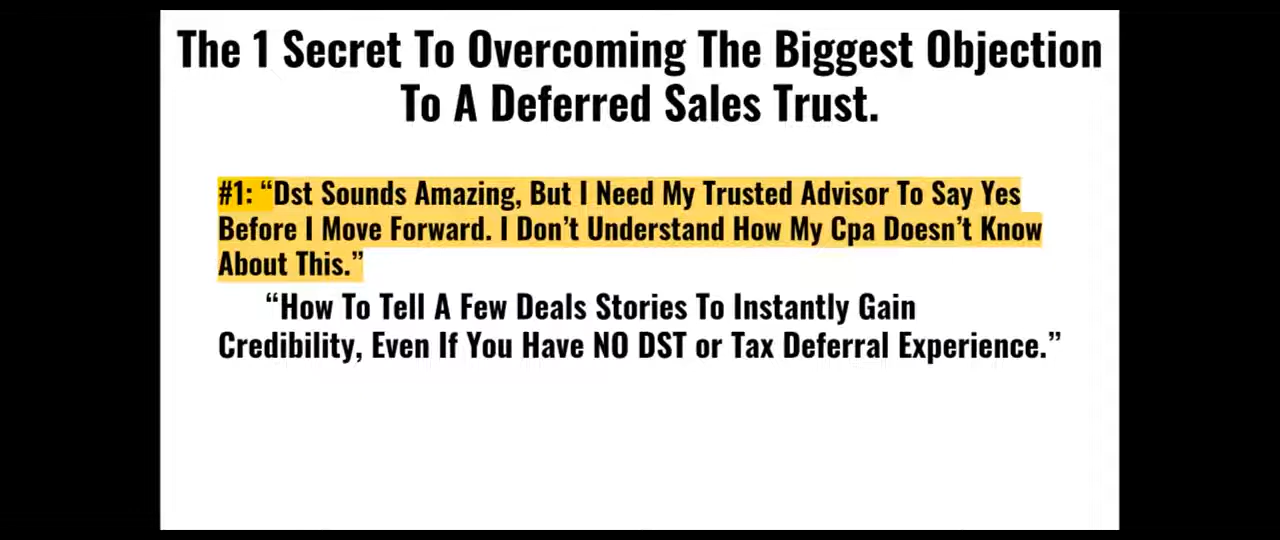 The 1 Secret To Overcoming The Biggest Objection
To A Deferred Sales Trust.
#1: “Dst Sounds Amazing, But I Need My Trusted Advisor To Say Yes
Before I Move Forward. I Don’t Understand How My Cpa Doesn’t Know
About This.”
“How To Tell A Few Deals Stories To Instantly Gain
Credibility, Even If You Have NO DST or Tax Deferral Experience.”